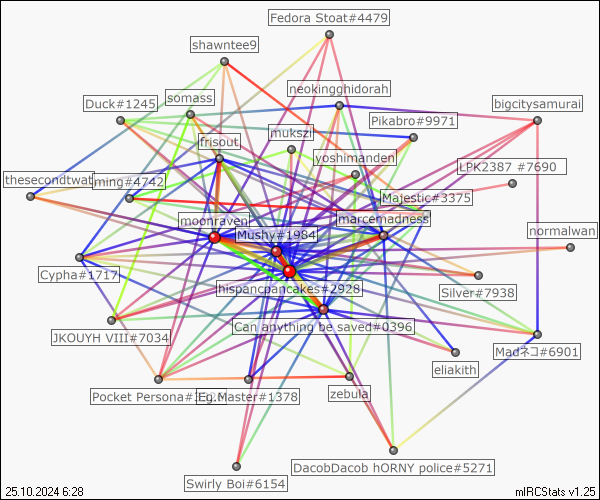 Fedora Stoat#4479
shawntee9
neokingghidorah
somass
Duck#1245
bigcitysamurai
Pikabro#9971
mukszi
frisout
yoshimanden
LPK2387 #7690
thesecondtwat
ming#4742
Majestic#3375
moonraven
marcemadness
normalwan
Mushy#1984
Cypha#1717
hispancpancakes#2928
Silver#7938
Can anything be saved#0396
JKOUYH VIII#7034
Madネコ#6901
eliakith
Pocket Persona#
Master#1378
zebula
DacobDacob hORNY police#5271
Swirly Boi#6154
25.10.2024 6:28
mIRCStats v1.25